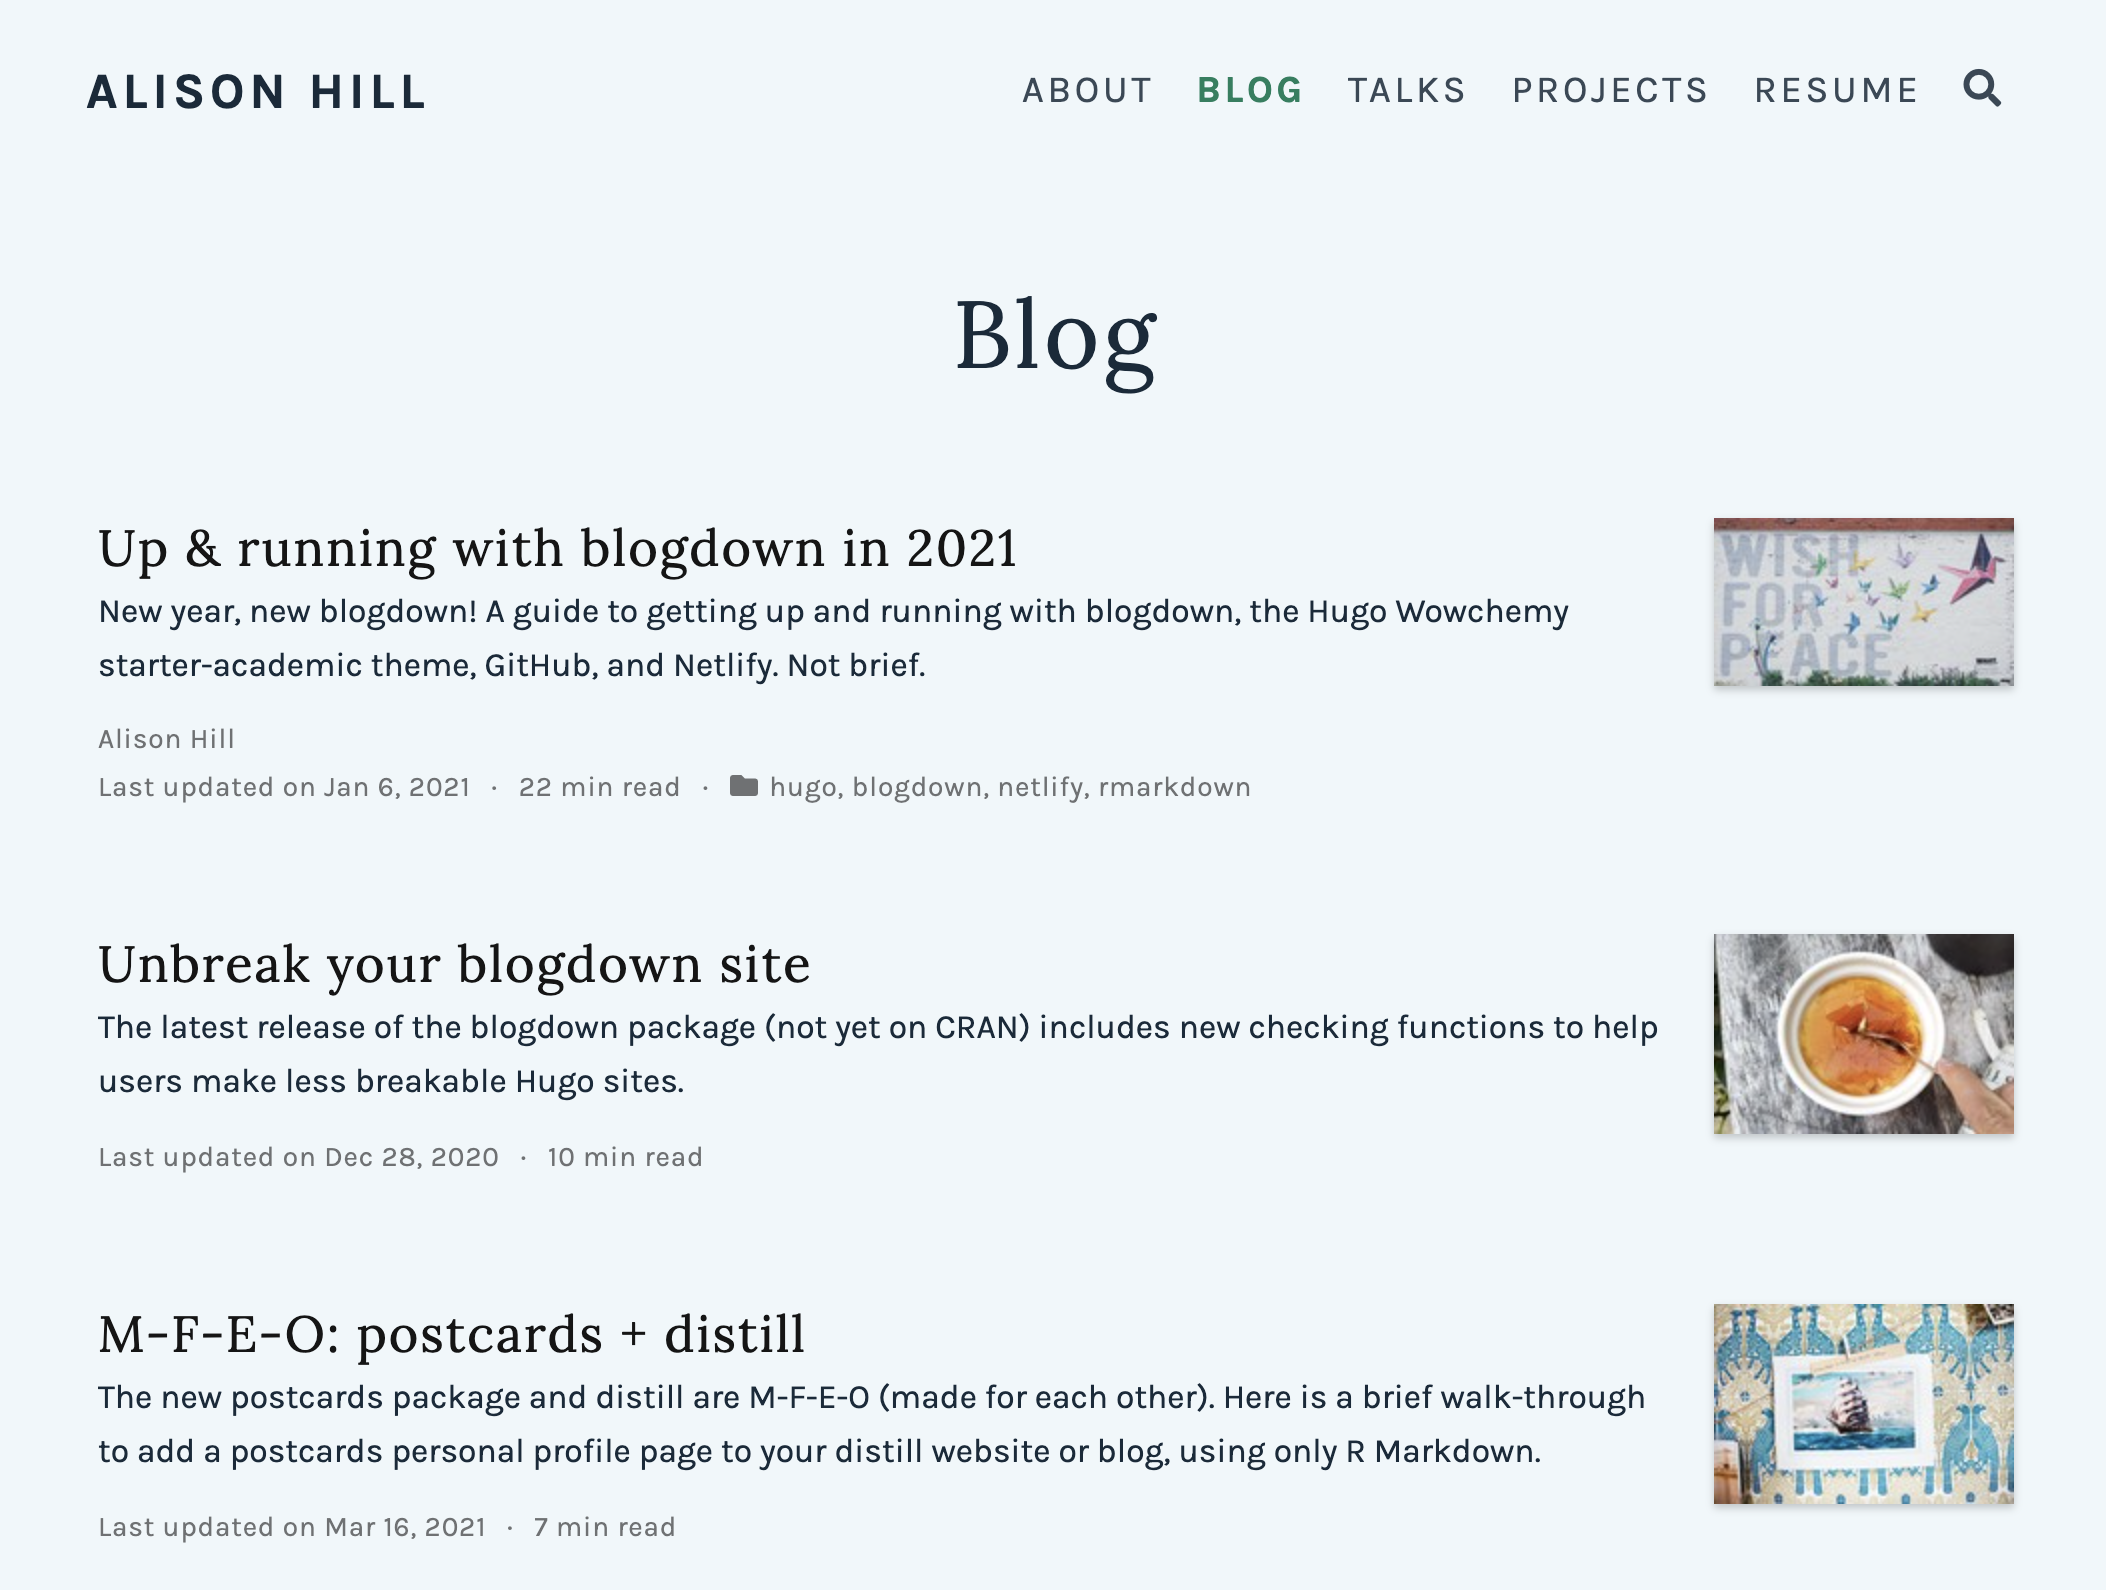 ALISON HILL
ABOUT BLOG TALKS PROJECTS RESUME
Blog
Up & running with blogdown in 2021
New year, new blogdown! A guide to getting up and running with blogdown, the Hugo Wowchemy
starter-academic theme, GitHub, and Netlify. Not brief.
WISH
FOR
PEACE
Alison Hill
Last updated on Jan 6, 2021 · 22 min read · hugo, blogdown, netlify, rmarkdown
Unbreak your blogdown site
The latest release of the blogdown package (not yet on CRAN) includes new checking functions to help
users make less breakable Hugo sites.
Last updated on Dec 28, 2020 · 10 min read
M-F-E-O: postcards + distill
The new postcards package and distill are M-F-E-O (made for each other). Here is a brief walk-through
to add a postcards personal profile page to your distill website or blog, using only R Markdown.
Last updated on Mar 16, 2021 · 7 min read